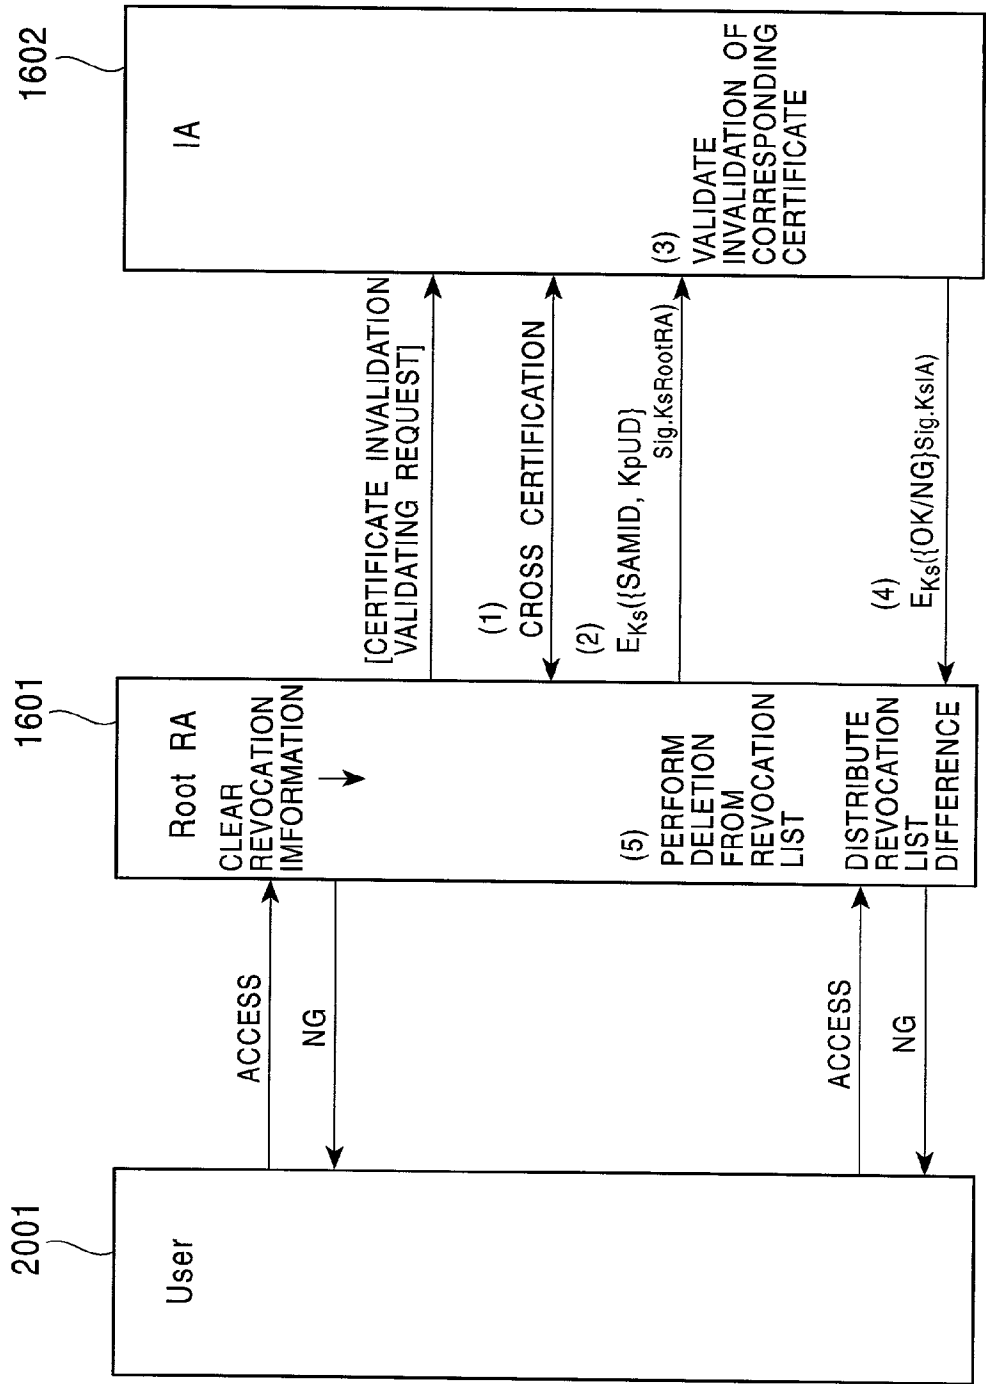 2001
1601
1602
User
Root RA
IA
CLEAR
REVOCATION
IMFORMATION
ACCESS
NG
[CERTIFICATE INVALIDATION
VALIDATING REQUEST]
(1)
CROSS CERTIFICATION
(2)
EKs({SAMID, KpUD}
Sig.KsRootRA)
(3)
VALIDATE
INVALIDATION OF
CORRESPONDING
CERTIFICATE
(4)
EKs({OK/NG}Sig.KsIA)
(5)
PERFORM
DELETION
FROM
REVOCATION
LIST
DISTRIBUTE
REVOCATION
LIST
DIFFERENCE
ACCESS
NG